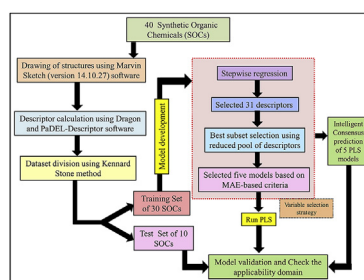 40 Synthetic Organic
Chemicals (SOCs)
Drawing of structures using Marvin
Sketch (version 14.10.27) software
Descriptor calculation using Dragon
and PaDEL-Descriptor software
Dataset division using Kennard
Stone method
Training Set
of 30 SOCs
Test Set of 10
SOCs
Model development
Stepwise regression
Selected 31 descriptors
Best subset selection using
reduced pool of descriptors
Selected five models based on
MAE-based criteria
Variable selection
strategy
Run PLS
Intelligent
Consensus
prediction
of 5 PLS
models
Model validation and Check the
applicability domain